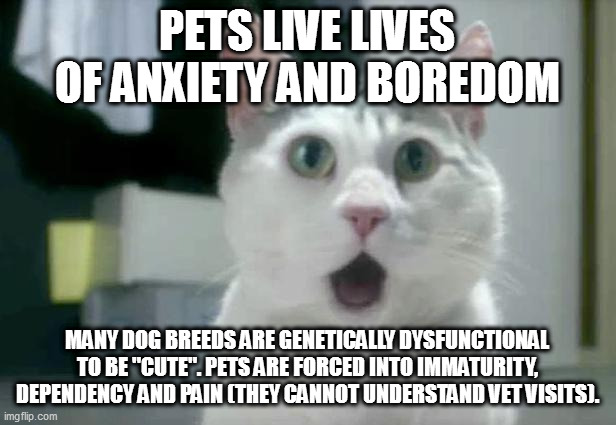 PETS LIVE LIVES
OF ANXIETY AND BOREDOM
MANY DOG BREEDS ARE GENETICALLY DYSFUNCTIONAL
TO BE "CUTE". PETS ARE FORCED INTO IMMATURITY,
DEPENDENCY AND PAIN (THEY CANNOT UNDERSTAND VET VISITS).
imgflip.com